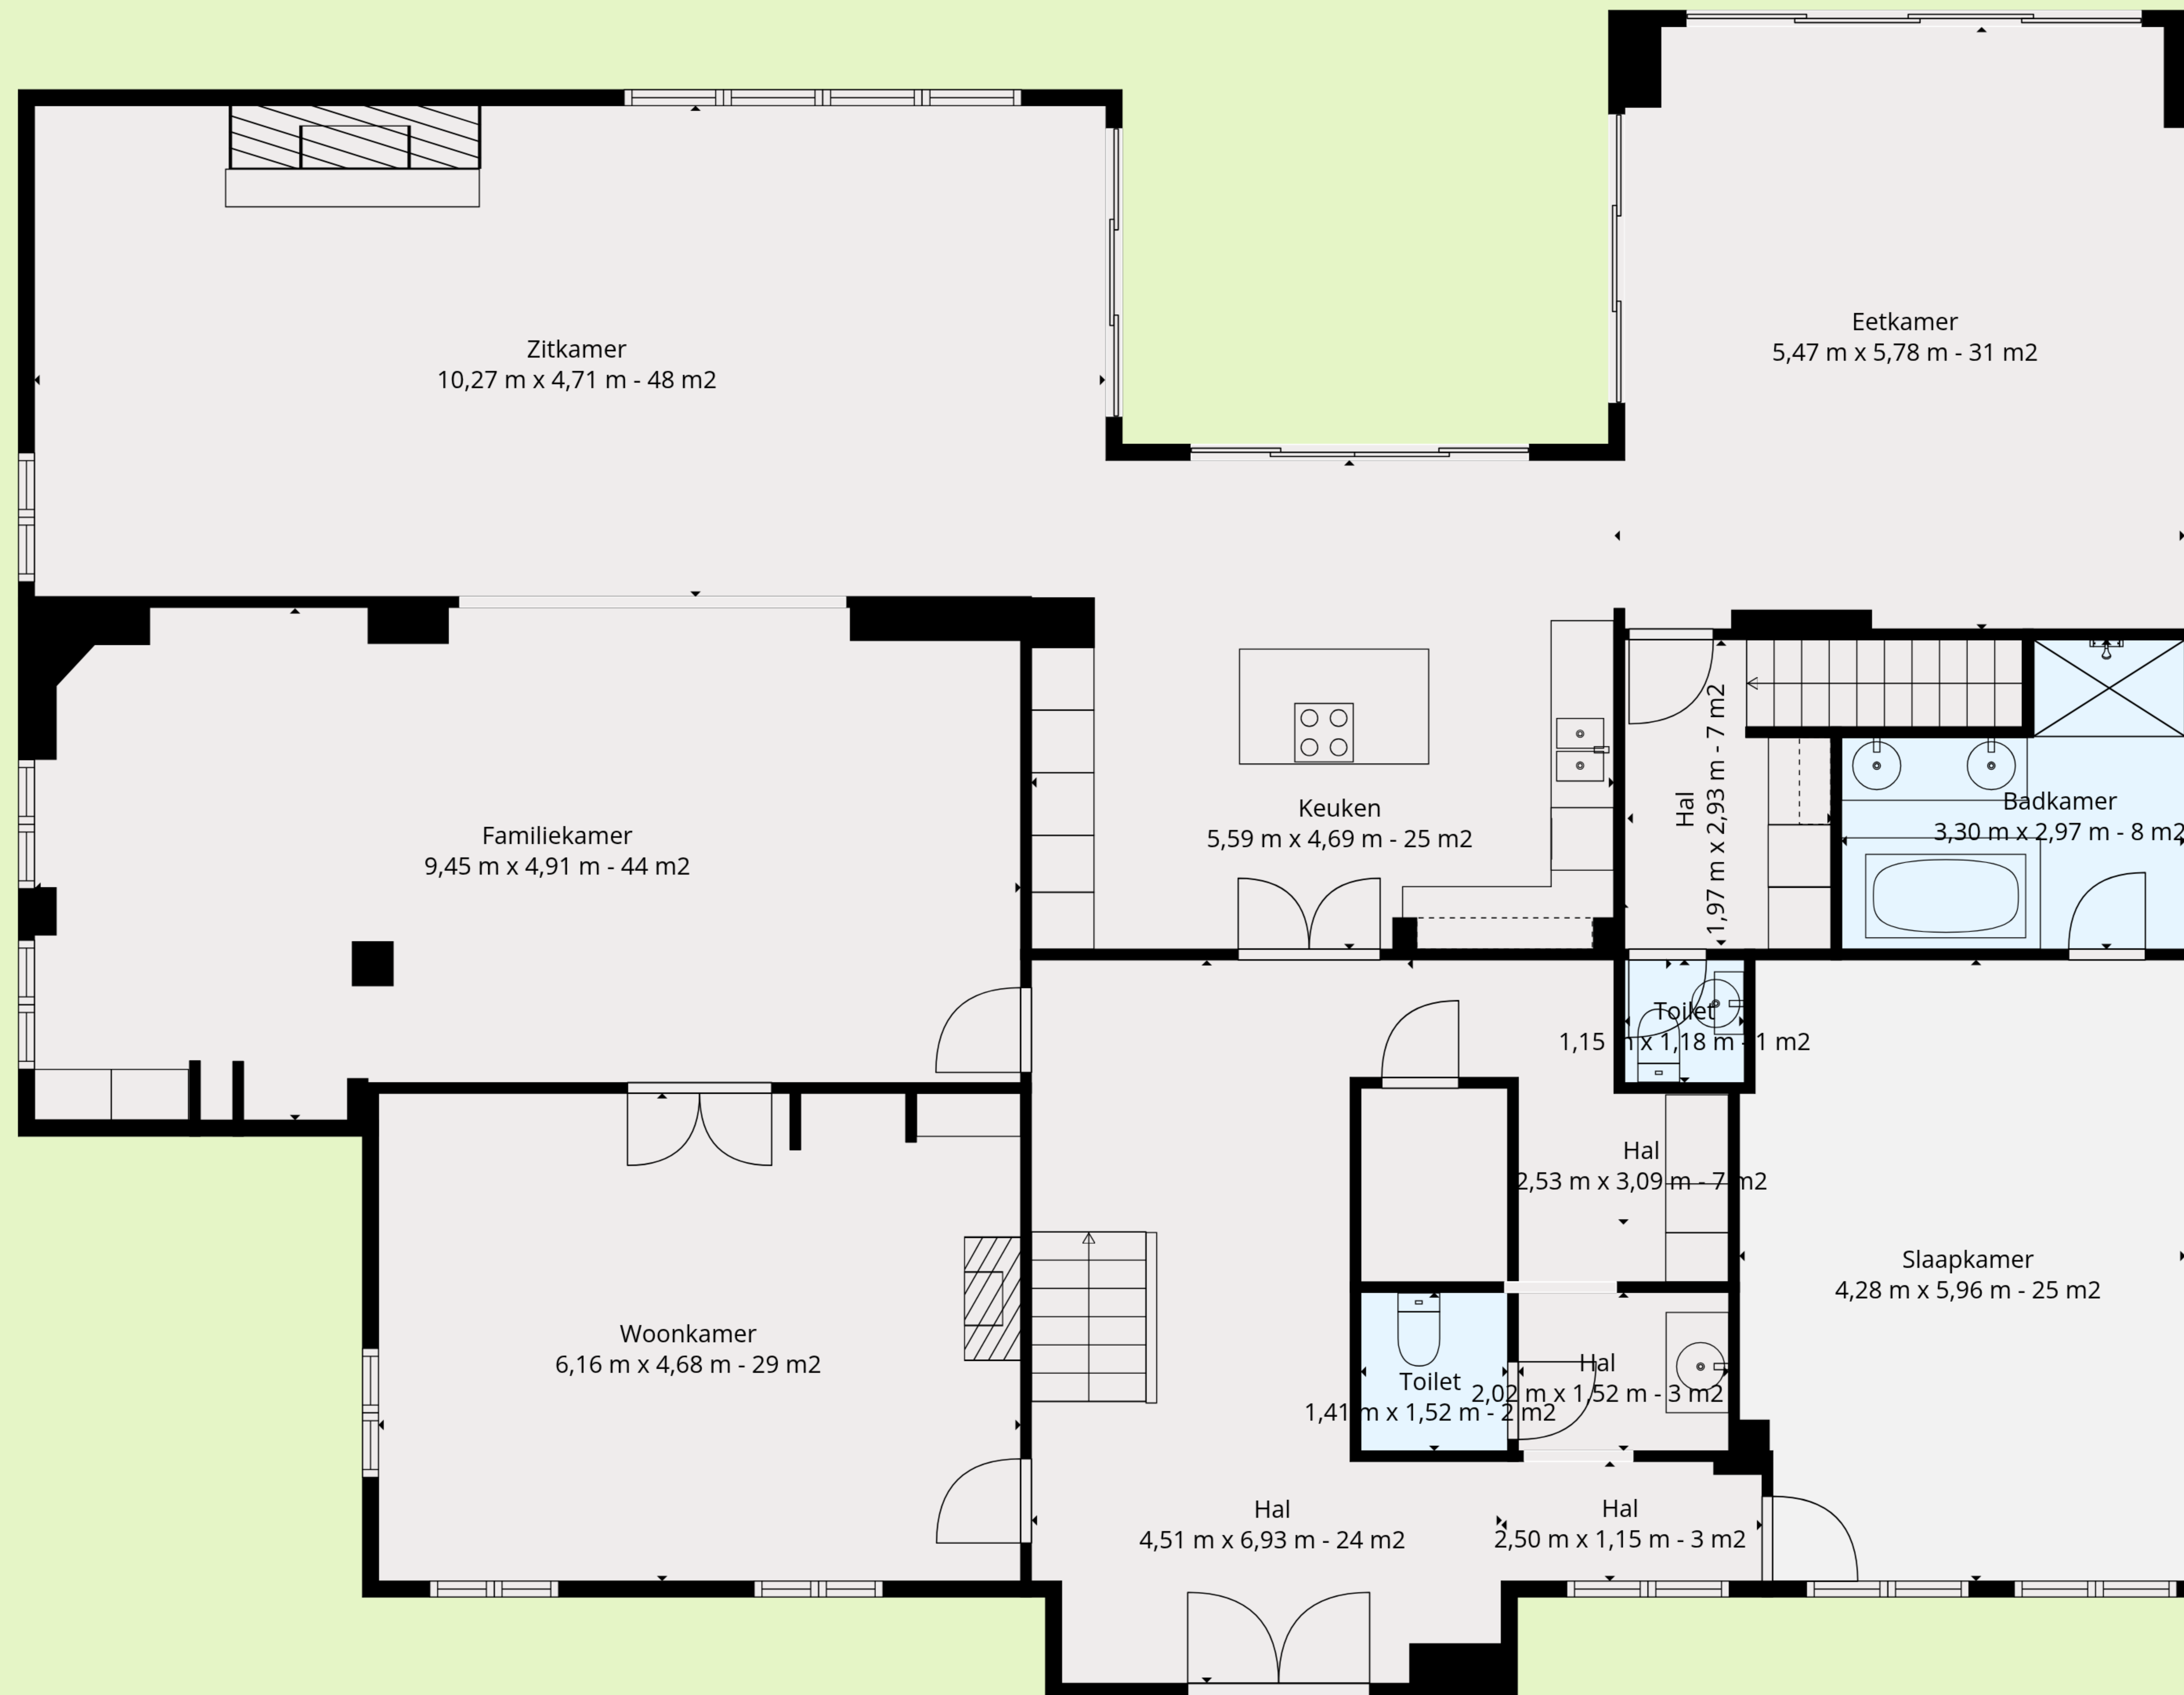 Zitkamer
10,27 m x 4,71 m - 48 m2
Eetkamer
5,47 m x 5,78 m - 31 m2
Familiekamer
9,45 m x 4,91 m - 44 m2
Keuken
5,59 m x 4,69 m - 25 m2
Hal
1,97 m x 2,93 m - 7 m2
Badkamer
3,30 m x 2,97 m - 8 m2
Toilet
1,15 m x 1,18 m - 1 m2
Hal
2,53 m x 3,09 m - 7 m2
Slaapkamer
4,28 m x 5,96 m - 25 m2
Woonkamer
6,16 m x 4,68 m - 29 m2
Toilet
1,41 m x 1,52 m - 2 m2
Hal
2,02 m x 1,52 m - 3 m2
Hal
4,51 m x 6,93 m - 24 m2
Hal
2,50 m x 1,15 m - 3 m2